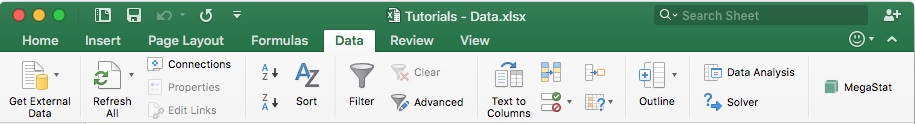 Tutorials - Data.xlsx
Search Sheet
Home Insert Page Layout Formulas Data Review View
Get External Data
Refresh All
Connections
Properties
Edit Links
A Z
Z A
AZ
Sort
Filter
Clear
Advanced
Text to Columns
Outline
Data Analysis
Solver
MegaStat